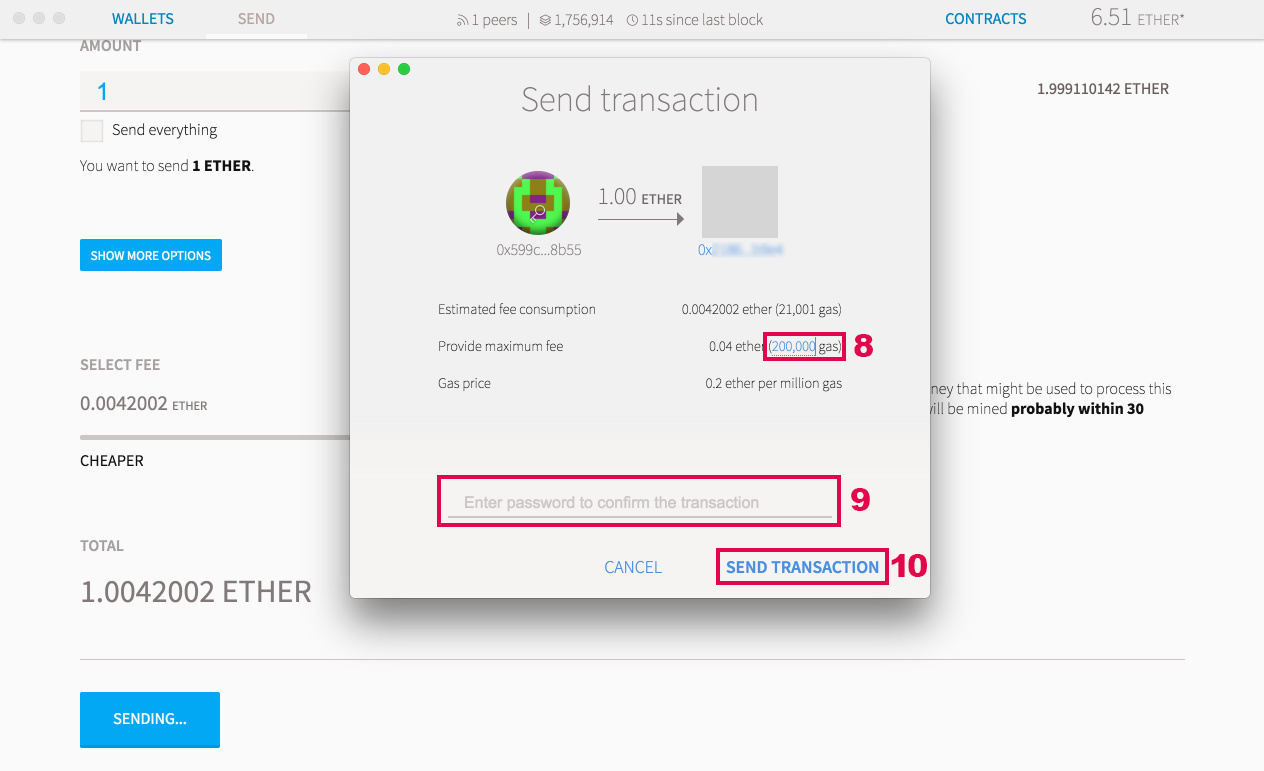 WALLETS SEND 1 peers | 1,756,914 11s since last block CONTRACTS 6.51 ETHER*
AMOUNT
1
1.999110142 ETHER
Send everything
You want to send 1 ETHER.
SHOW MORE OPTIONS
SELECT FEE
0.0042002 ETHER
CHEAPER
ney that might be used to process this
will be mined probably within 30
TOTAL
1.0042002 ETHER
SENDING...
Send transaction
1.00 ETHER
0x599c...8b55 0x
Estimated fee consumption 0.0042002 ether (21,001 gas)
Provide maximum fee 0.04 ether (200,000 gas) 8
Gas price 0.2 ether per million gas
Enter password to confirm the transaction 9
CANCEL SEND TRANSACTION 10